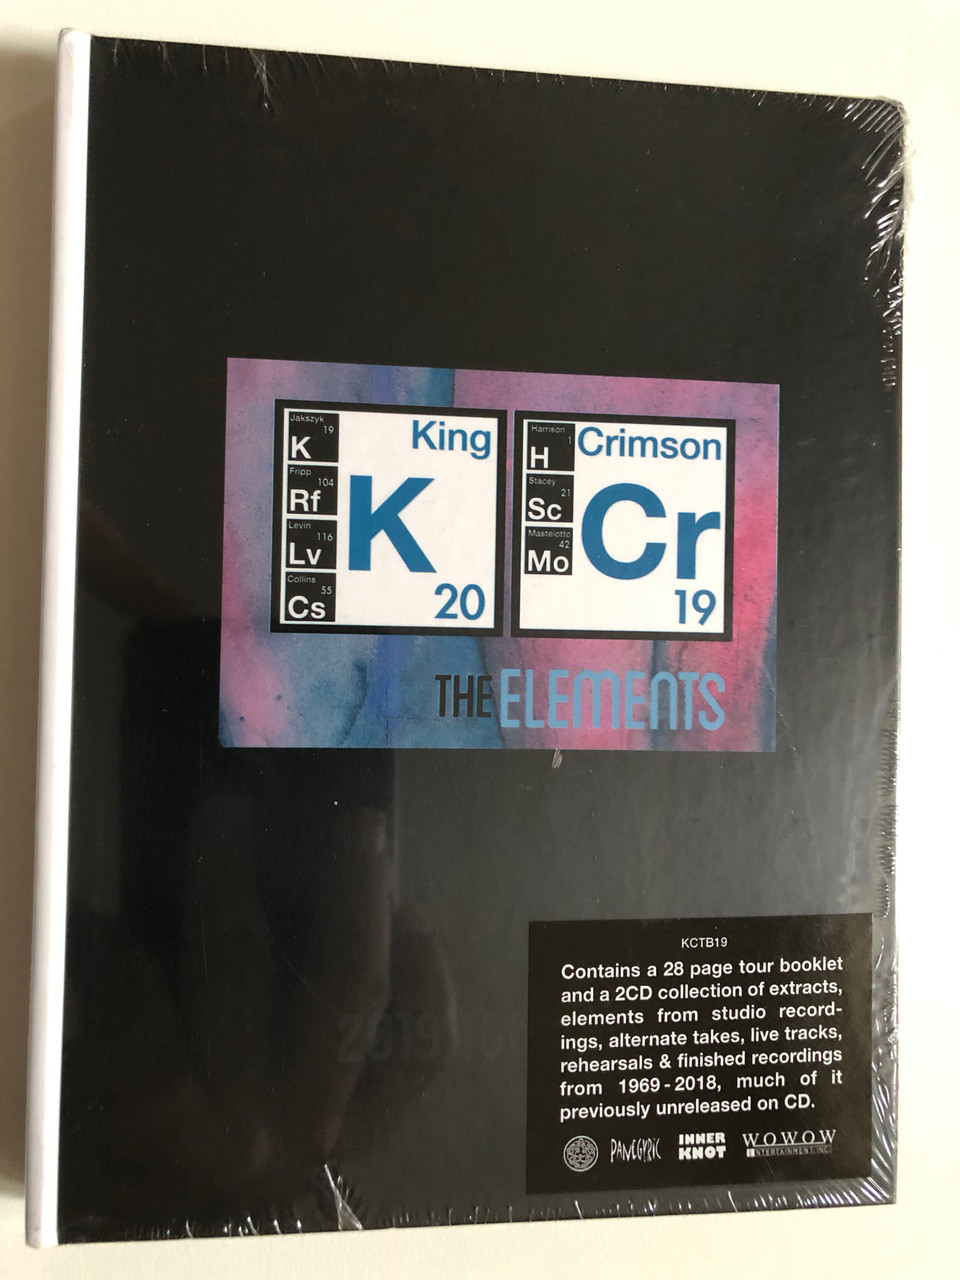 Jakszyk
19
K
Fripp
104
Rf
Levin
116
Lv
Collins
55
Cs
King
K
20
Harrison
1
H
Stacey
21
Sc
Mastelotto
42
Mo
Crimson
Cr
19
THE ELEMENTS
KCTB19
Contains a 28 page tour booklet
and a 2CD collection of extracts,
elements from studio record-
ings, alternate takes, live tracks,
rehearsals & finished recordings
from 1969 - 2018, much of it
previously unreleased on CD.
PANEGYRIC
INNER
KNOT
WOWOW
ENTERTAINMENT, INC.